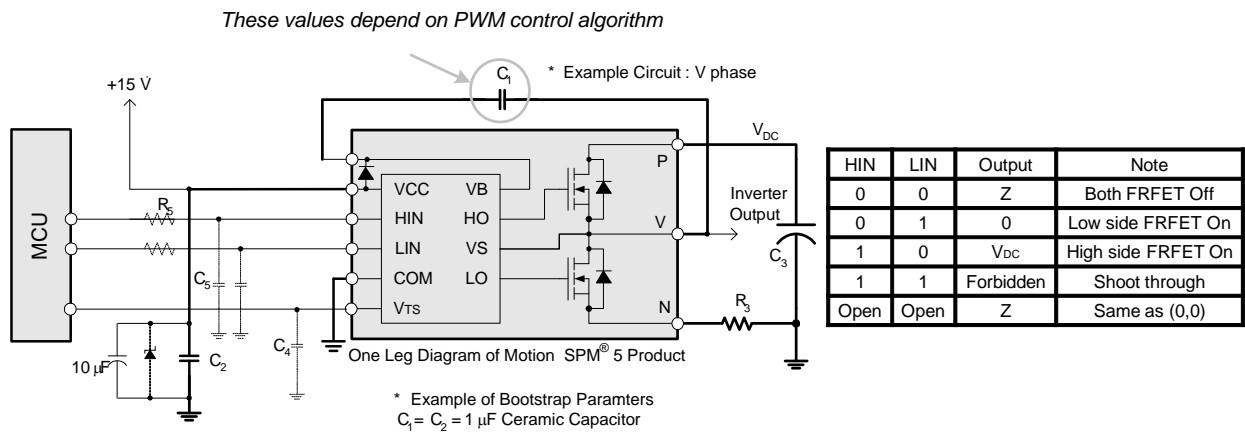 These values depend on PWM control algorithm
C1
* Example Circuit : V phase
+15 V
VDC
P
MCU
R5
VCC VB
HIN HO
LIN VS
COM LO
VTS
V
N
Inverter
Output
C3
R3
C5
C4
10 μF
C2
One Leg Diagram of Motion SPM® 5 Product
* Example of Bootstrap Paramters
C1= C2 = 1 μF Ceramic Capacitor
HIN LIN Output Note
0 0 Z Both FRFET Off
0 1 0 Low side FRFET On
1 0 VDC High side FRFET On
1 1 Forbidden Shoot through
Open Open Z Same as (0,0)